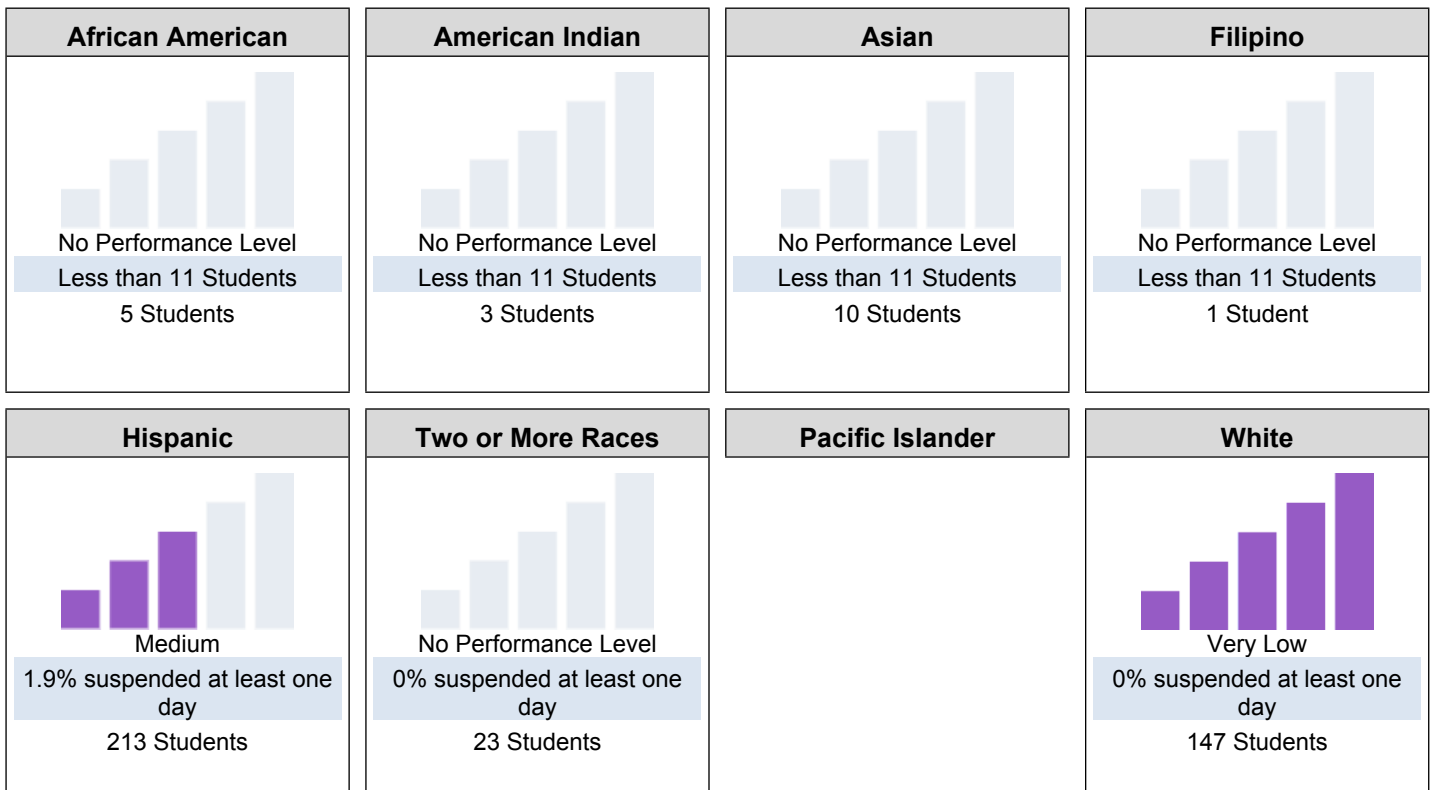 African American
No Performance Level
Less than 11 Students
5 Students
American Indian
No Performance Level
Less than 11 Students
3 Students
Asian
No Performance Level
Less than 11 Students
10 Students
Filipino
No Performance Level
Less than 11 Students
1 Student
Hispanic
Medium
1.9% suspended at least one
day
213 Students
Two or More Races
No Performance Level
0% suspended at least one
day
23 Students
Pacific Islander
White
Very Low
0% suspended at least one
day
147 Students